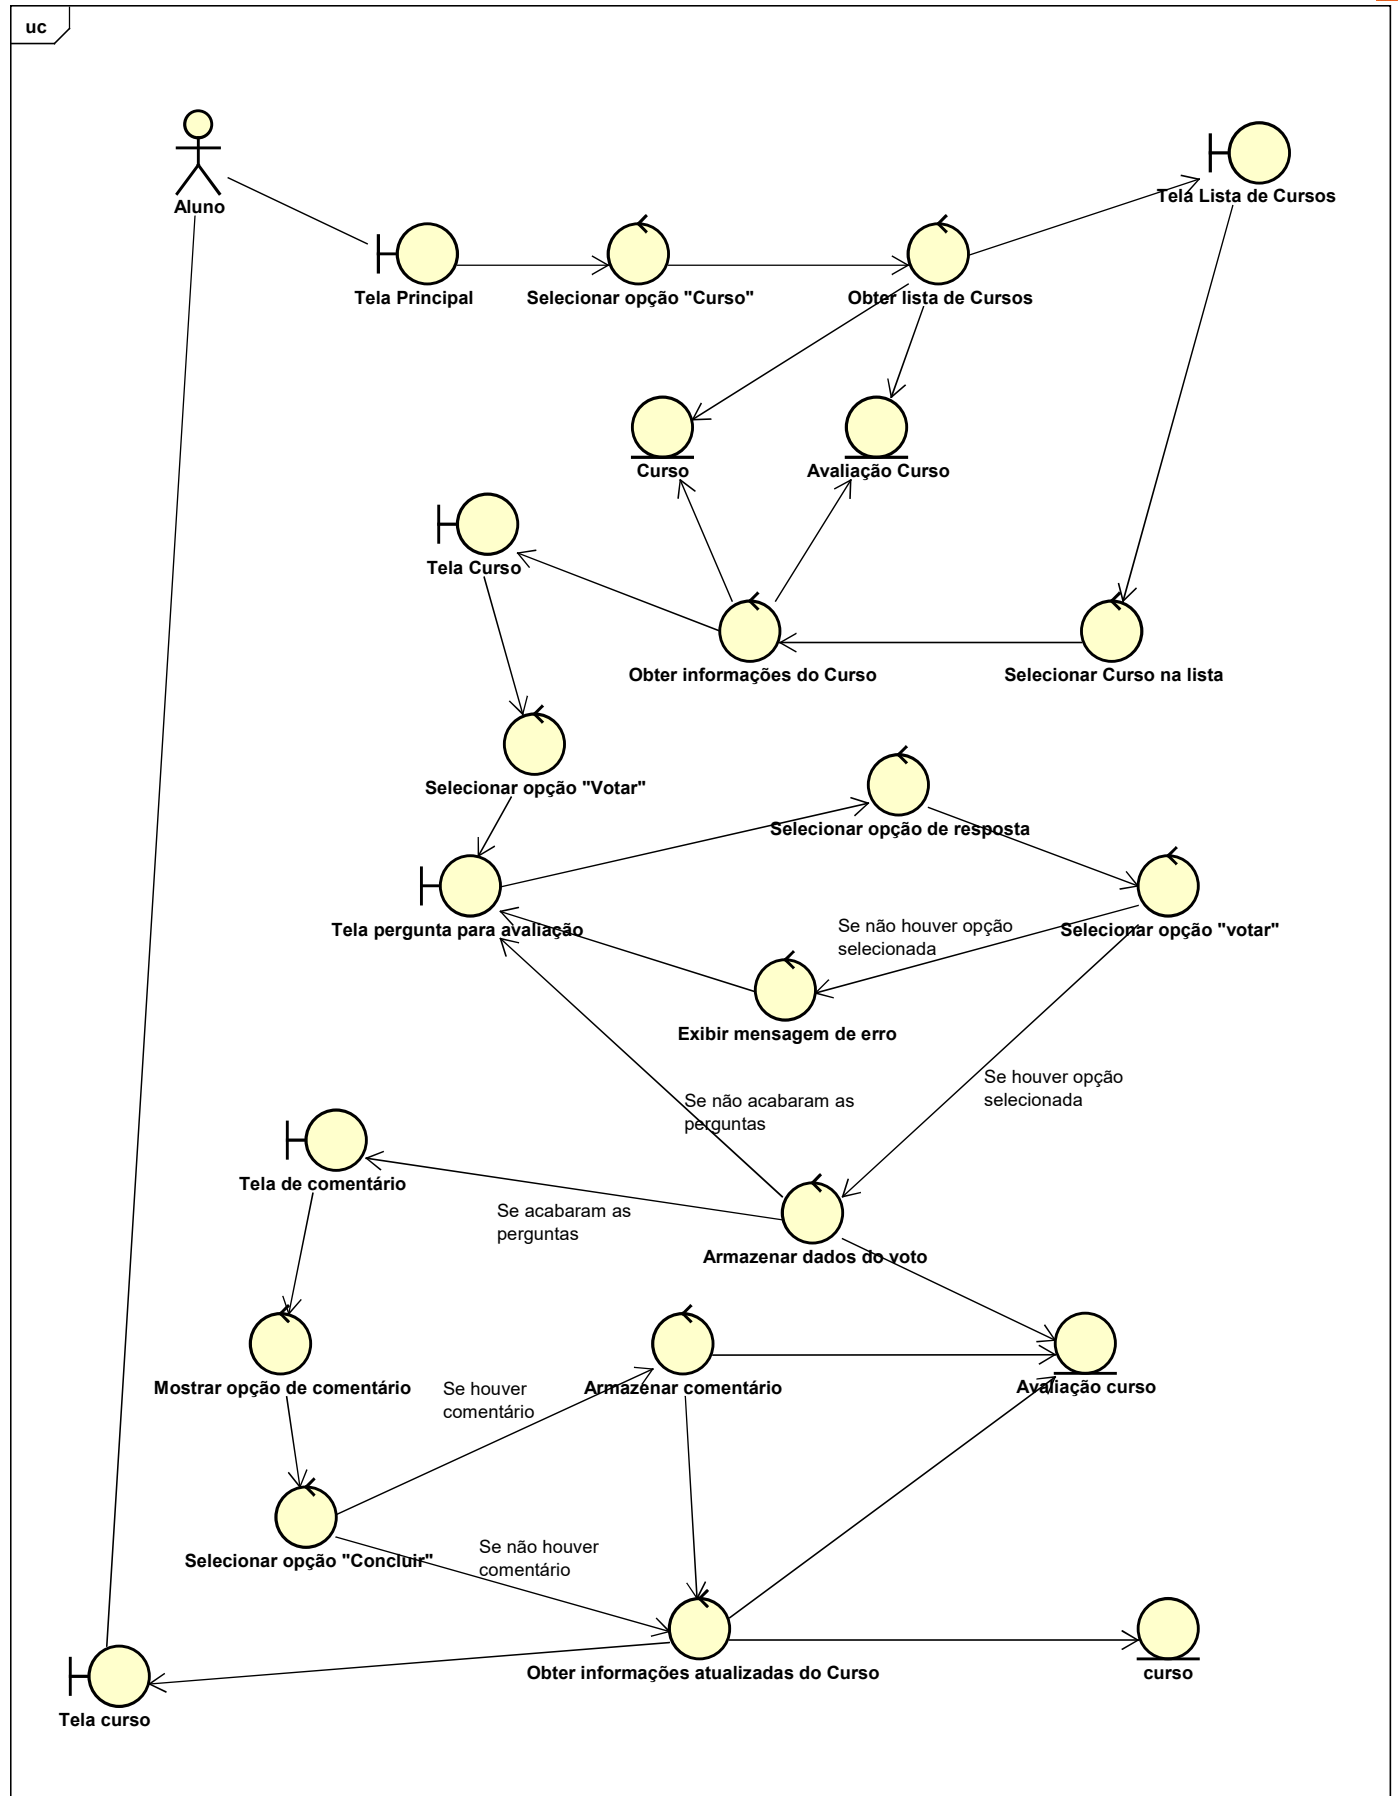 uc
Aluno
Tela Lista de Cursos
Tela Principal
Selecionar opção "Curso"
Obter lista de Cursos
Curso
Avaliação Curso
Tela Curso
Obter informações do Curso
Selecionar Curso na lista
Selecionar opção "Votar"
Selecionar opção de resposta
Tela pergunta para avaliação
Se não houver opção
selecionada
Selecionar opção "votar"
Exibir mensagem de erro
Se houver opção
selecionada
Se não acabaram as
perguntas
Tela de comentário
Se acabaram as
perguntas
Armazenar dados do voto
Mostrar opção de comentário
Se houver
comentário
Armazenar comentário
Avaliação curso
Selecionar opção "Concluir"
Se não houver
comentário
Obter informações atualizadas do Curso
curso
Tela curso